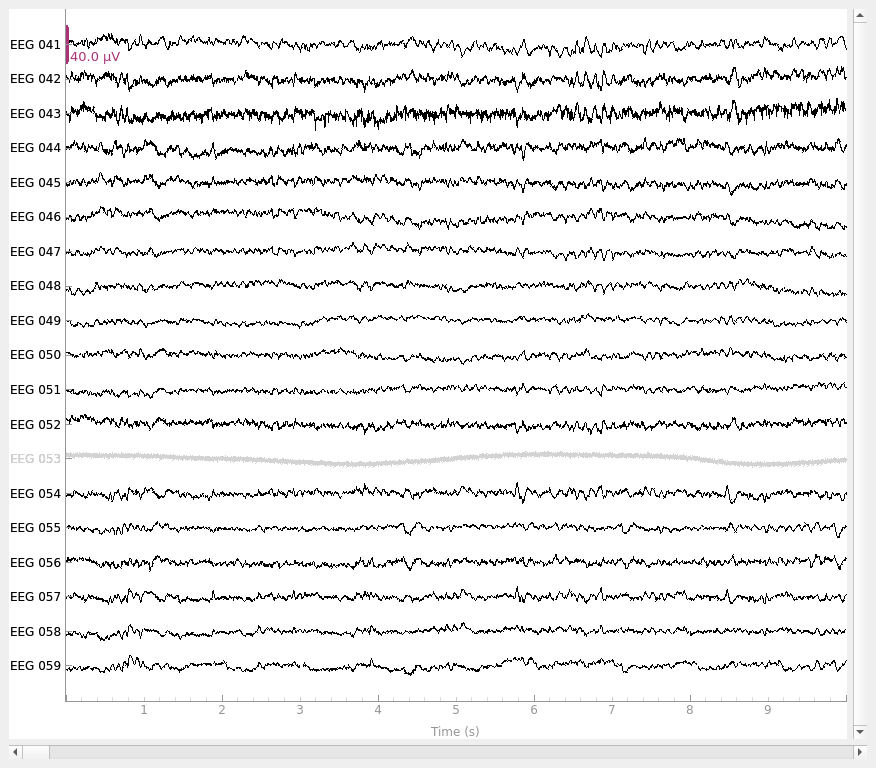 EEG 041
40.0 µV
EEG 042
EEG 043
EEG 044
EEG 045
EEG 046
EEG 047
EEG 048
EEG 049
EEG 050
EEG 051
EEG 052
EEG 053
EEG 054
EEG 055
EEG 056
EEG 057
EEG 058
EEG 059
1 2 3 4 5 6 7 8 9
Time (s)